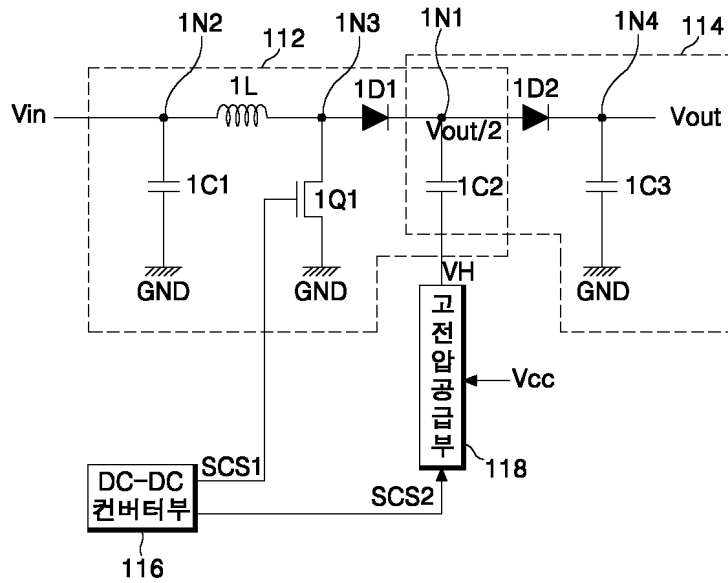 1N2
112
1N3
1N1
1N4
114
Vin
1L
1D1
1D2
Vout/2
Vout
1C1
1Q1
1C2
1C3
GND
GND
VH
GND
고전압공급부
Vcc
118
DC-DC
컨버터부
SCS1
SCS2
116